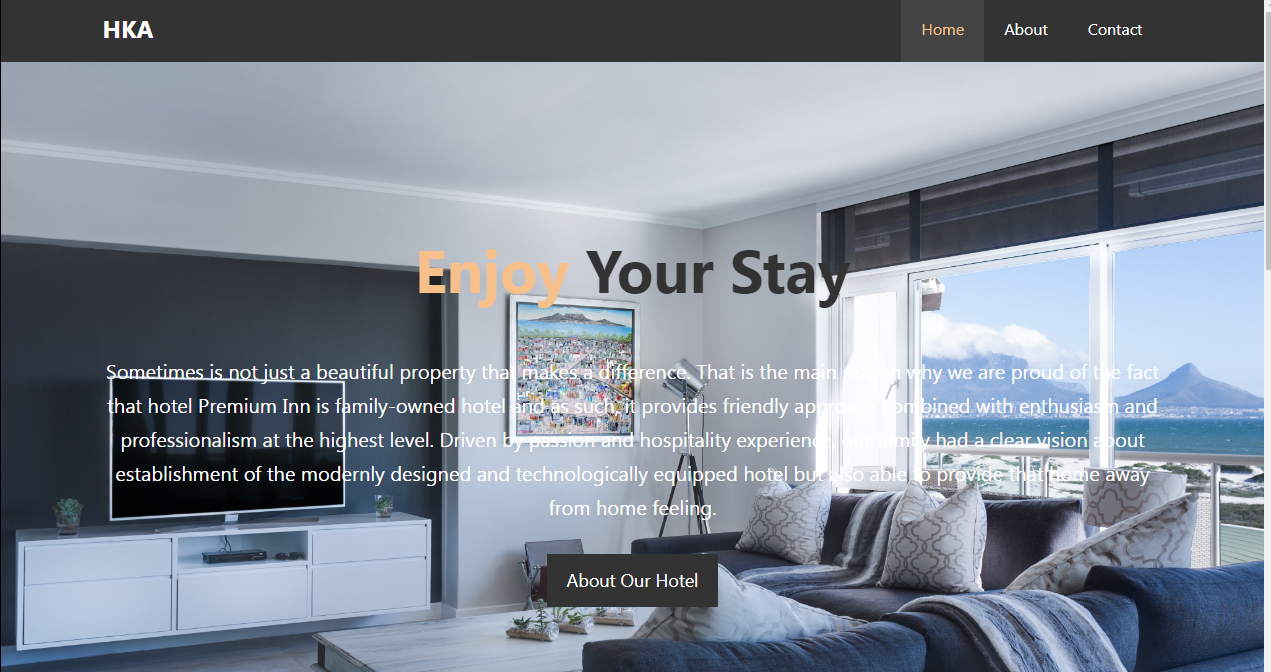 HKA
Home About Contact
Enjoy Your Stay
Sometimes is not just a beautiful property that makes a difference. That is the main reason why we are proud of the fact
that hotel Premium Inn is family-owned hotel and as such, it provides friendly approach combined with enthusiasm and
professionalism at the highest level. Driven by passion and hospitality experience, our family had a clear vision about
establishment of the modernly designed and technologically equipped hotel but also able to provide that home away
from home feeling.
About Our Hotel